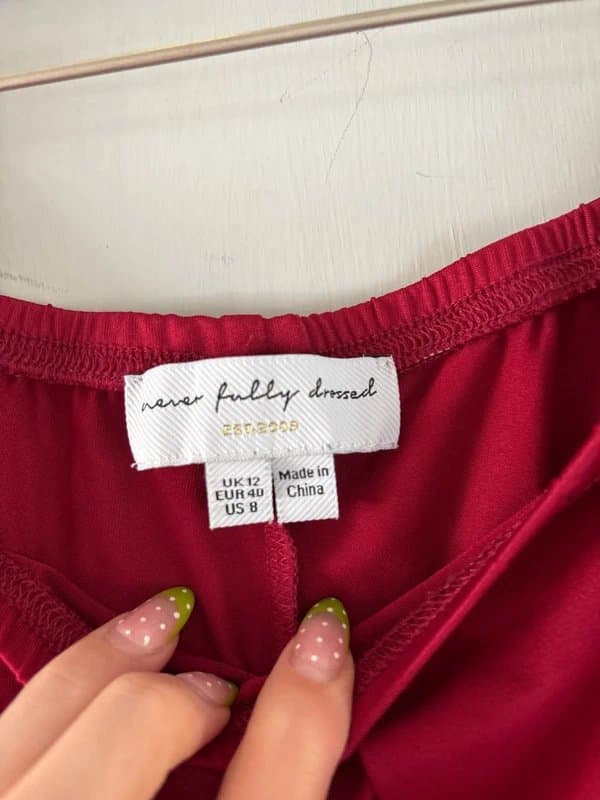 never fully dressed
EST.2009
UK 12
EUR 40
US 8
Made in
China